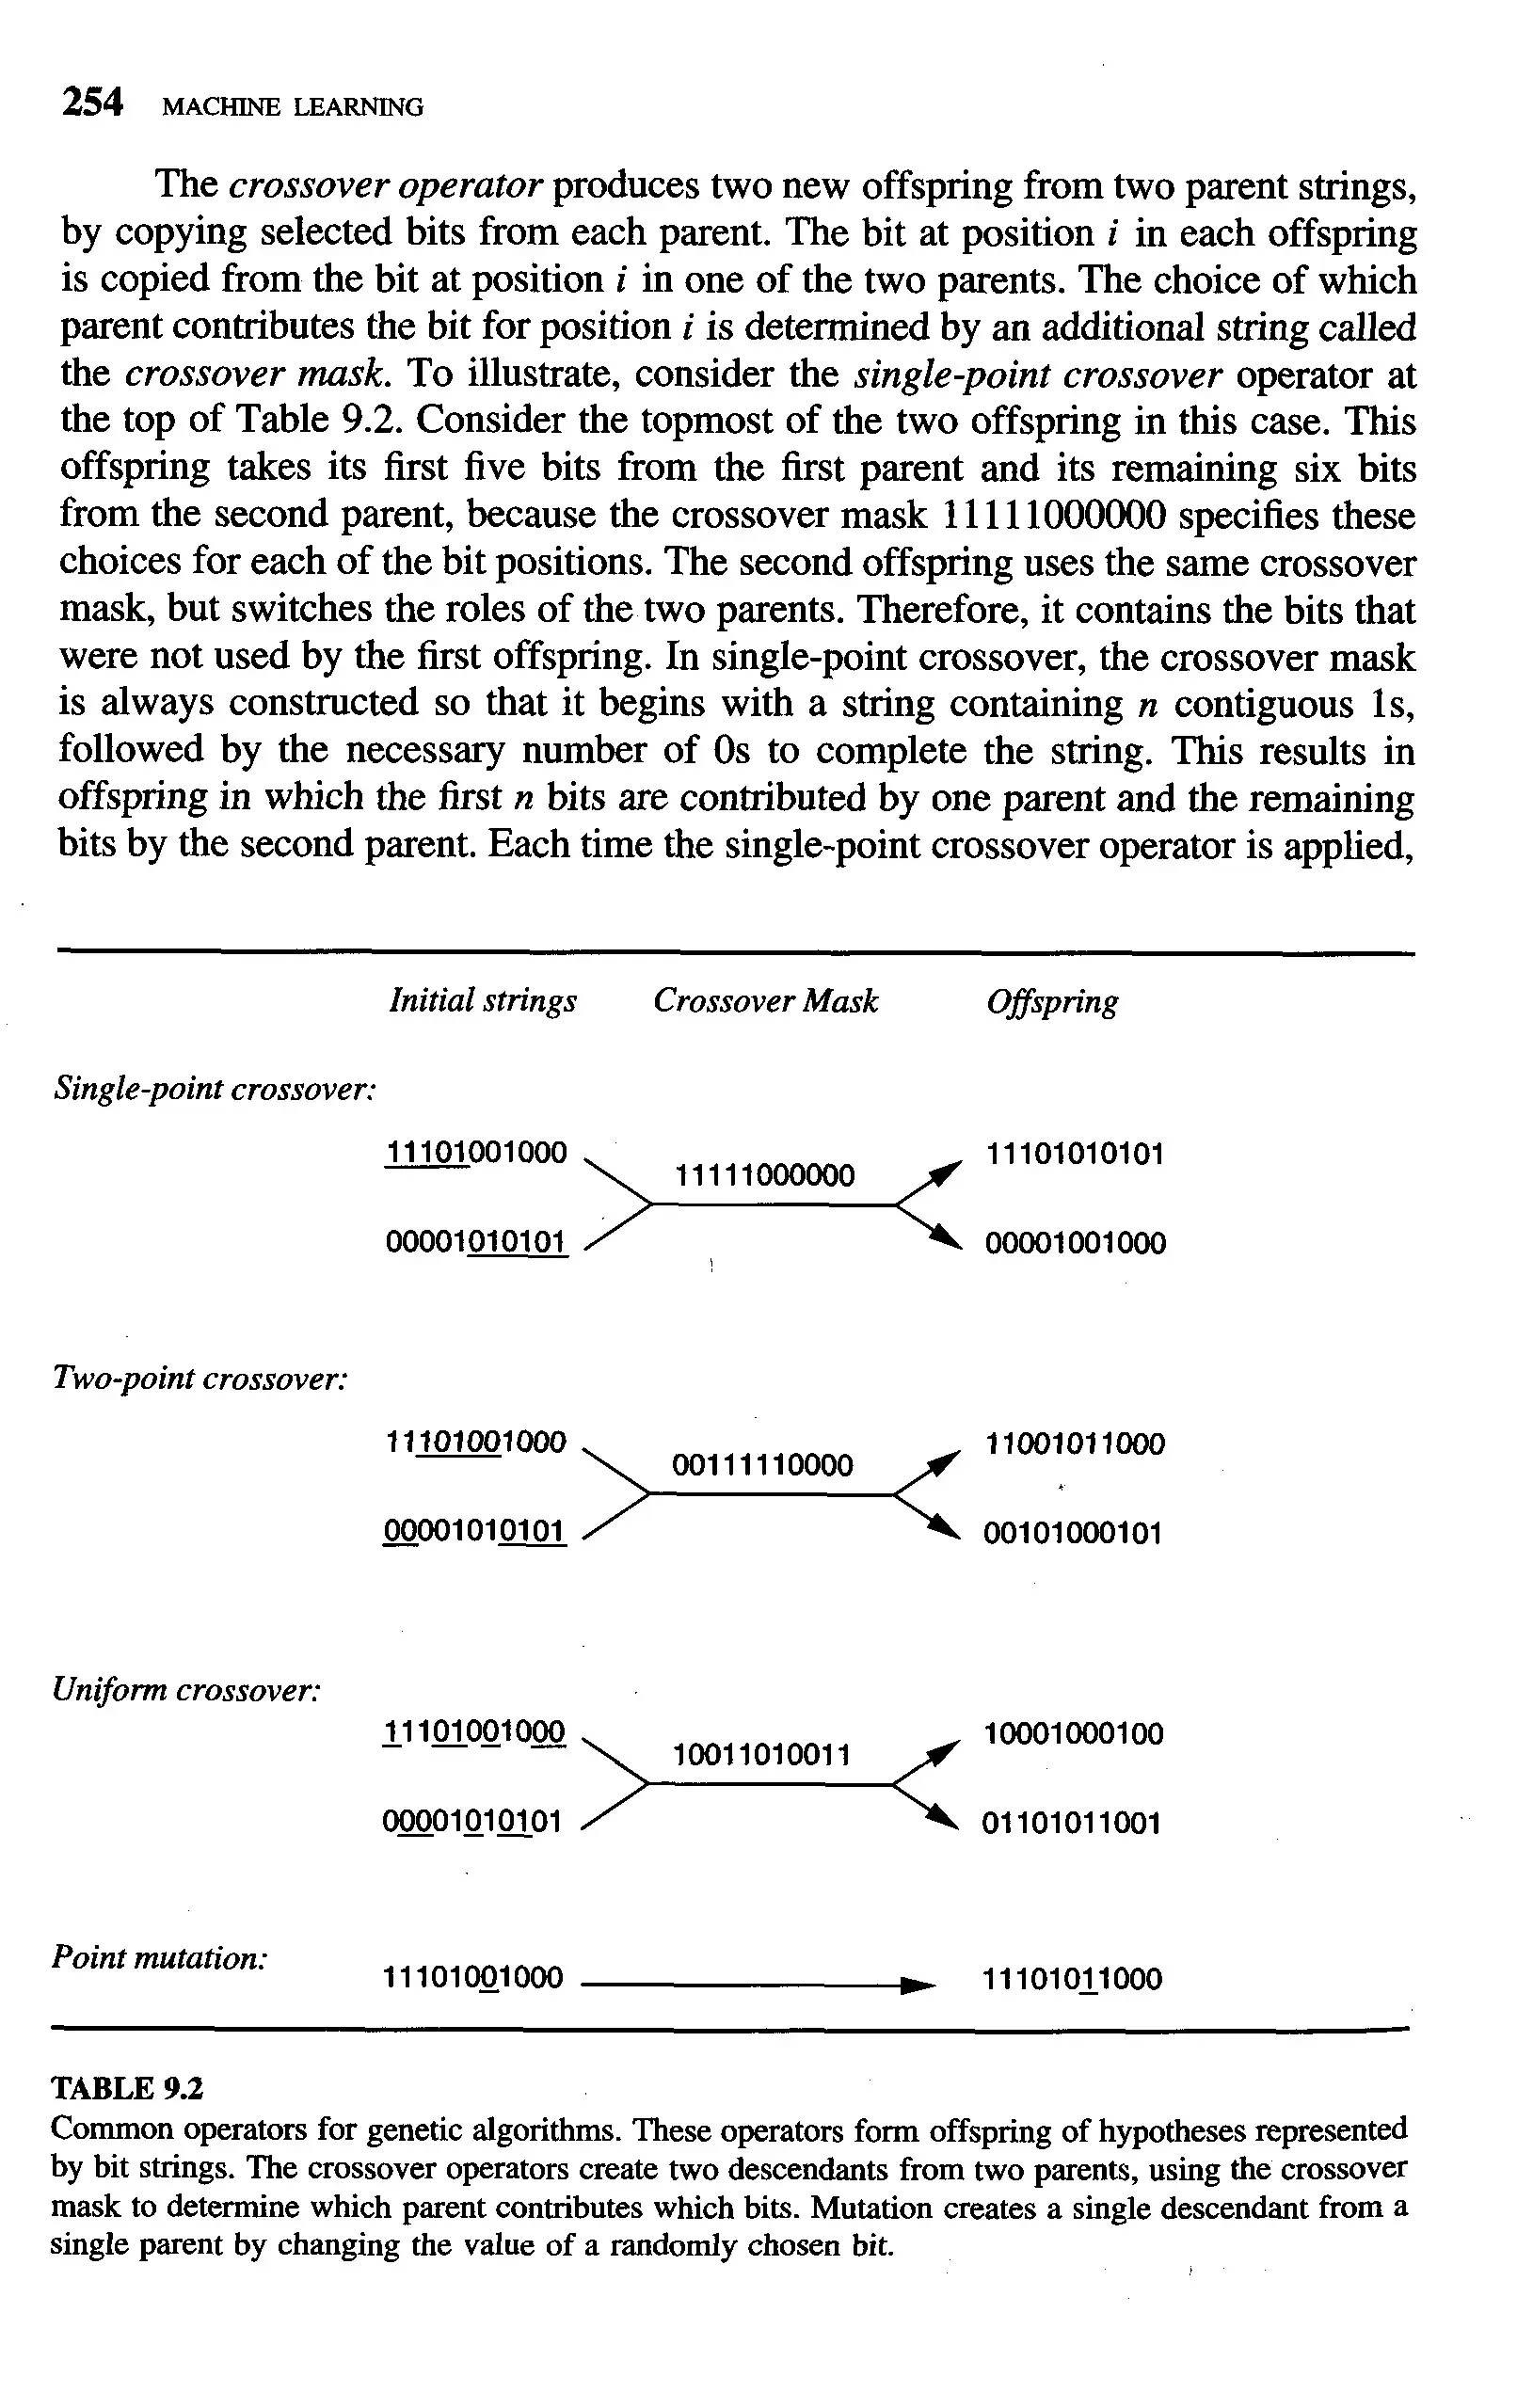 254 MACHINE LEARNING
The crossover operator produces two new offspring from two parent strings,
by copying selected bits from each parent. The bit at position i in each offspring
is copied from the bit at position i in one of the two parents. The choice of which
parent contributes the bit for position i is determined by an additional string called
the crossover mask. To illustrate, consider the single-point crossover operator at
the top of Table 9.2. Consider the topmost of the two offspring in this case. This
offspring takes its first five bits from the first parent and its remaining six bits
from the second parent, because the crossover mask 11111000000 specifies these
choices for each of the bit positions. The second offspring uses the same crossover
mask, but switches the roles of the two parents. Therefore, it contains the bits that
were not used by the first offspring. In single-point crossover, the crossover mask
is always constructed so that it begins with a string containing n contiguous 1s,
followed by the necessary number of 0s to complete the string. This results in
offspring in which the first n bits are contributed by one parent and the remaining
bits by the second parent. Each time the single-point crossover operator is applied,
Initial strings Crossover Mask Offspring
Single-point crossover:
11101001000 11111000000 11101010101
00001010101 00001001000
Two-point crossover:
11101001000 00111110000 11001011000
00001010101 00101000101
Uniform crossover:
11101001000 10011010011 10001000100
00001010101 01101011001
Point mutation: 11101001000 11101011000
TABLE 9.2
Common operators for genetic algorithms. These operators form offspring of hypotheses represented
by bit strings. The crossover operators create two descendants from two parents, using the crossover
mask to determine which parent contributes which bits. Mutation creates a single descendant from a
single parent by changing the value of a randomly chosen bit.